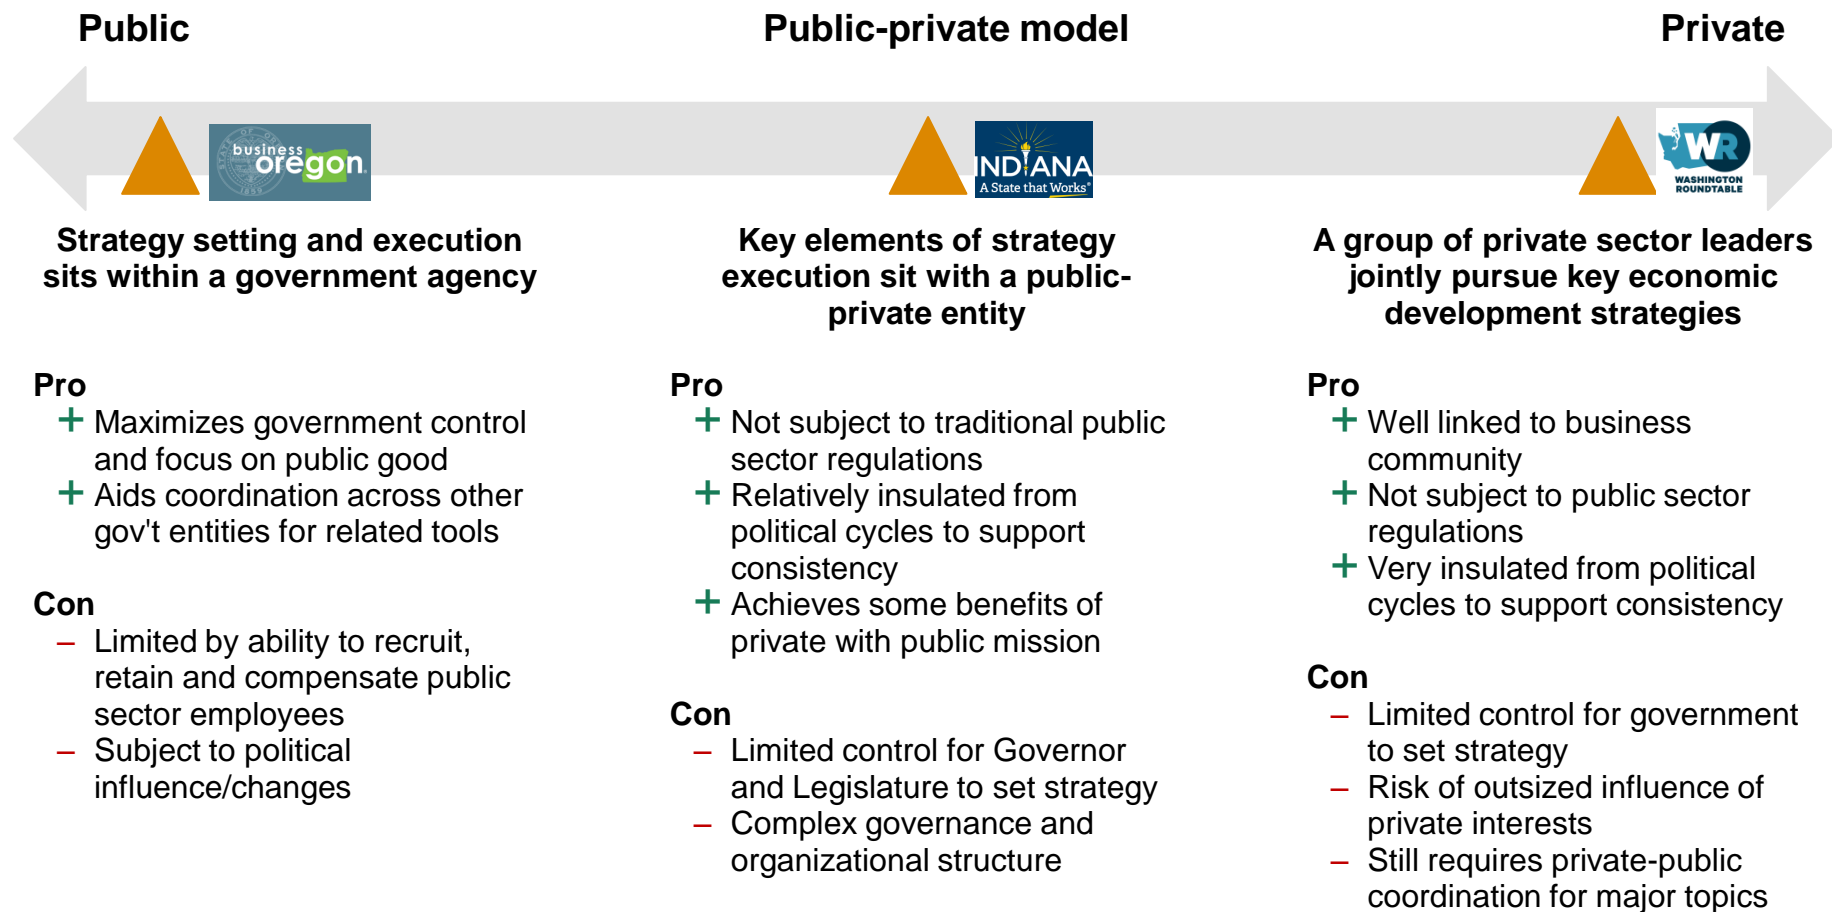 Public
Public-private model
Private
business
oregon
STATE OF
1859
INDIANA
A State that Works®
WR
WASHINGTON
ROUNDTABLE
Strategy setting and execution
sits within a government agency
Pro
+ Maximizes government control
and focus on public good
+ Aids coordination across other
gov't entities for related tools
Con
– Limited by ability to recruit,
retain and compensate public
sector employees
– Subject to political
influence/changes
Key elements of strategy
execution sit with a public-
private entity
Pro
+ Not subject to traditional public
sector regulations
+ Relatively insulated from
political cycles to support
consistency
+ Achieves some benefits of
private with public mission
Con
– Limited control for Governor
and Legislature to set strategy
– Complex governance and
organizational structure
A group of private sector leaders
jointly pursue key economic
development strategies
Pro
+ Well linked to business
community
+ Not subject to public sector
regulations
+ Very insulated from political
cycles to support consistency
Con
– Limited control for government
to set strategy
– Risk of outsized influence of
private interests
– Still requires private-public
coordination for major topics